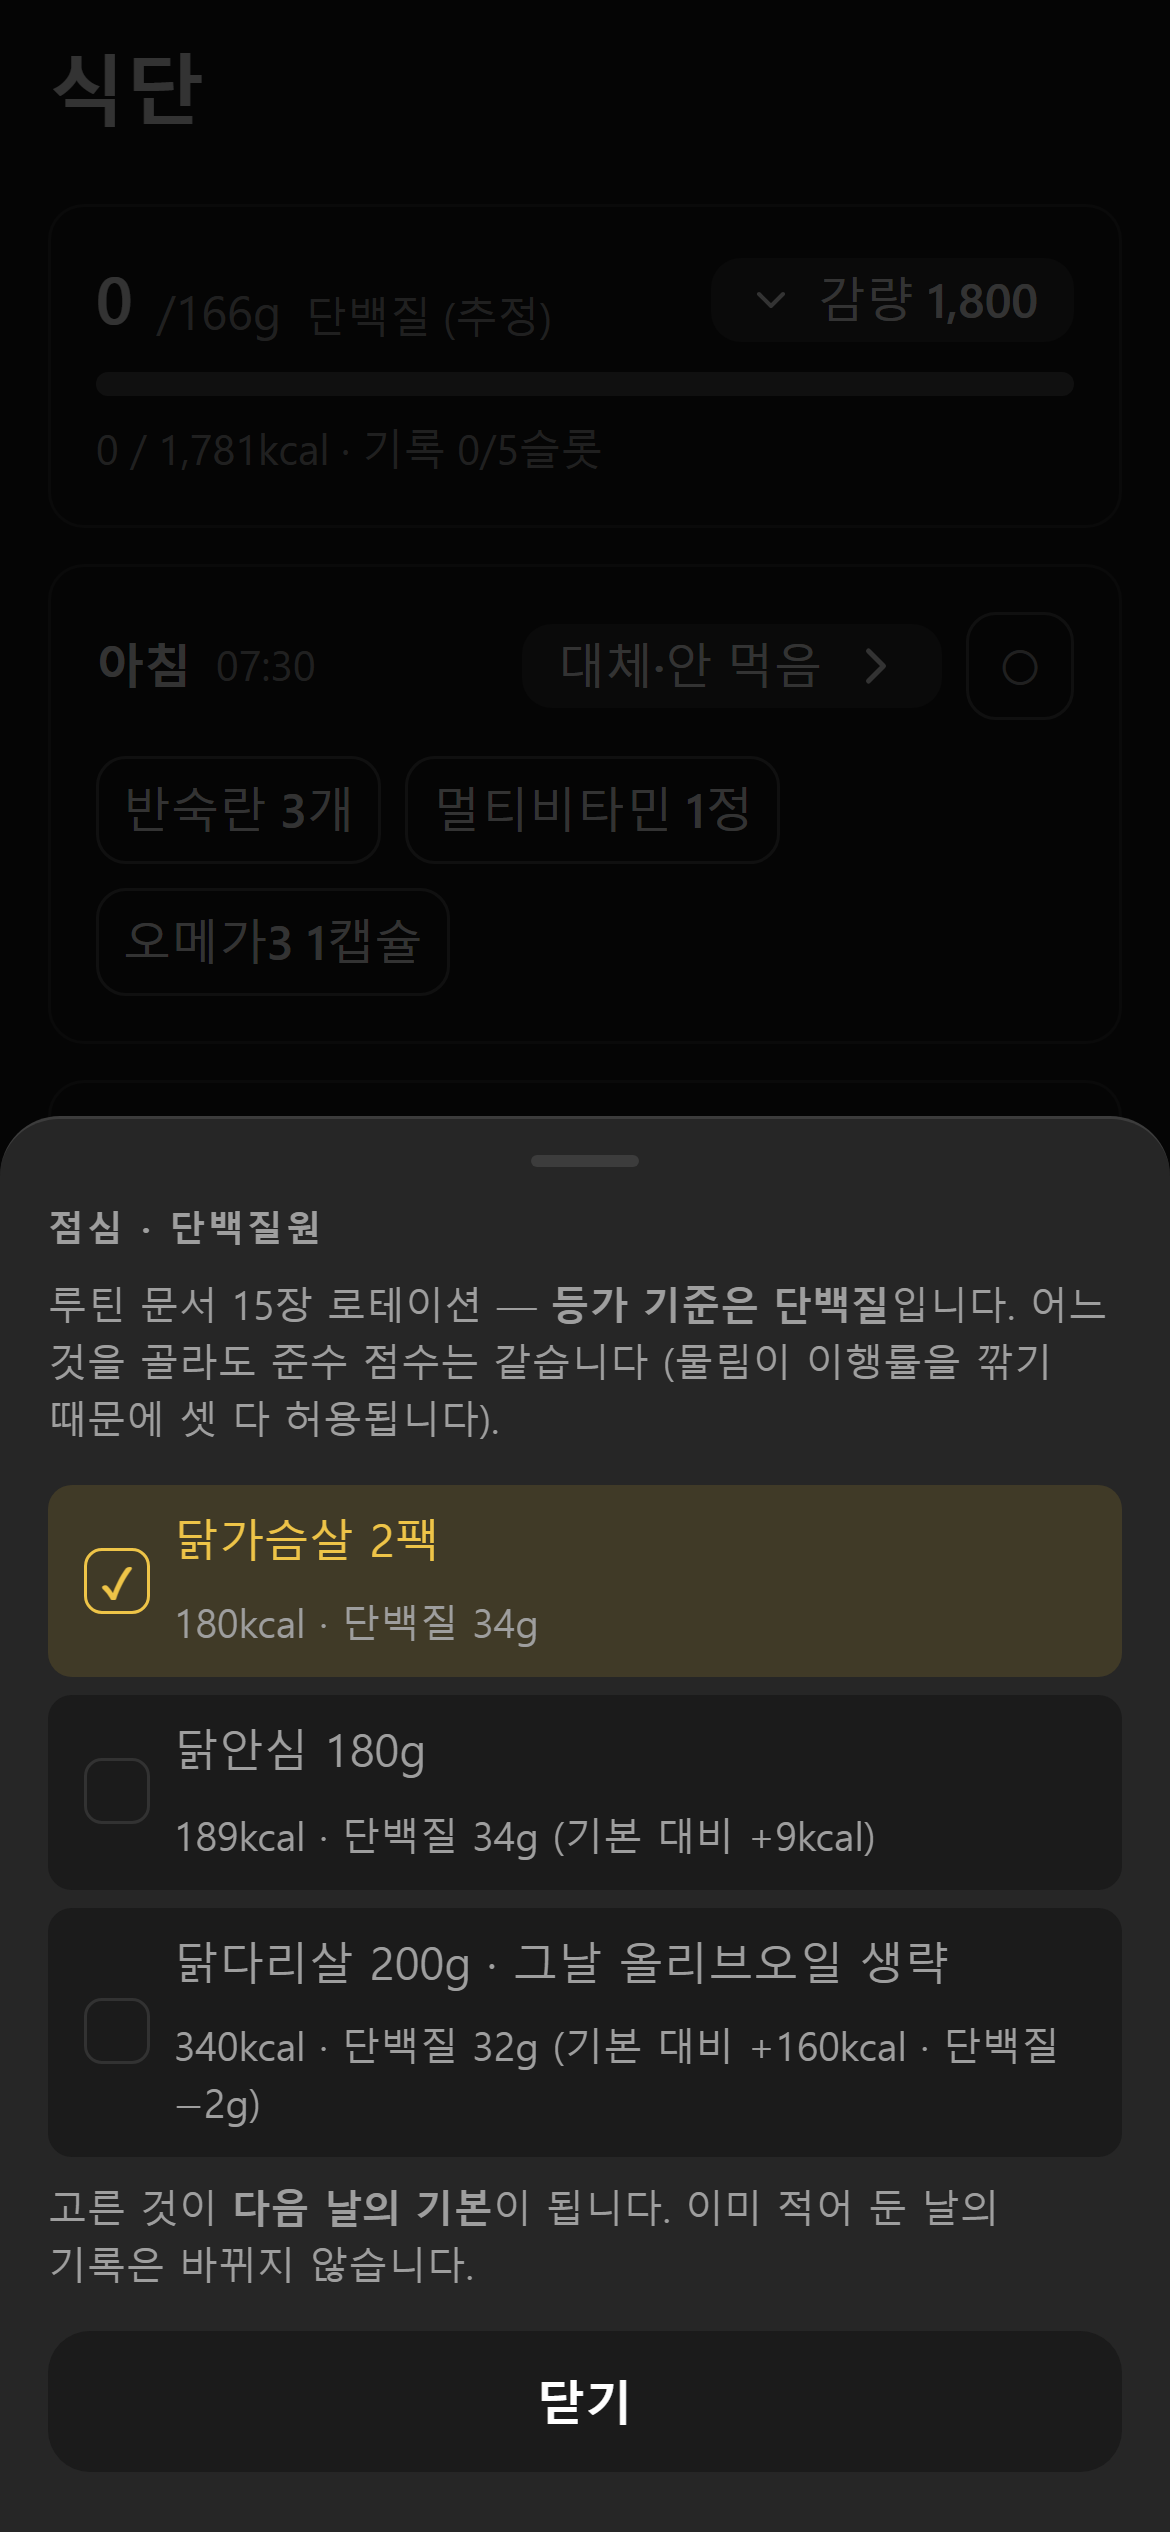 식단
0 /166g 단백질 (추정) 감량 1,800
0 / 1,781kcal · 기록 0/5슬롯
아침 07:30 대체·안 먹음
반숙란 3개 멀티비타민 1정
오메가3 1캡슐
점심 · 단백질원
루틴 문서 15장 로테이션 — 등가 기준은 단백질입니다. 어느
것을 골라도 준수 점수는 같습니다 (물림이 이행률을 깎기
때문에 셋 다 허용됩니다).
닭가슴살 2팩
180kcal · 단백질 34g
닭안심 180g
189kcal · 단백질 34g (기본 대비 +9kcal)
닭다리살 200g · 그날 올리브오일 생략
340kcal · 단백질 32g (기본 대비 +160kcal · 단백질
−2g)
고른 것이 다음 날의 기본이 됩니다. 이미 적어 둔 날의
기록은 바뀌지 않습니다.
닫기